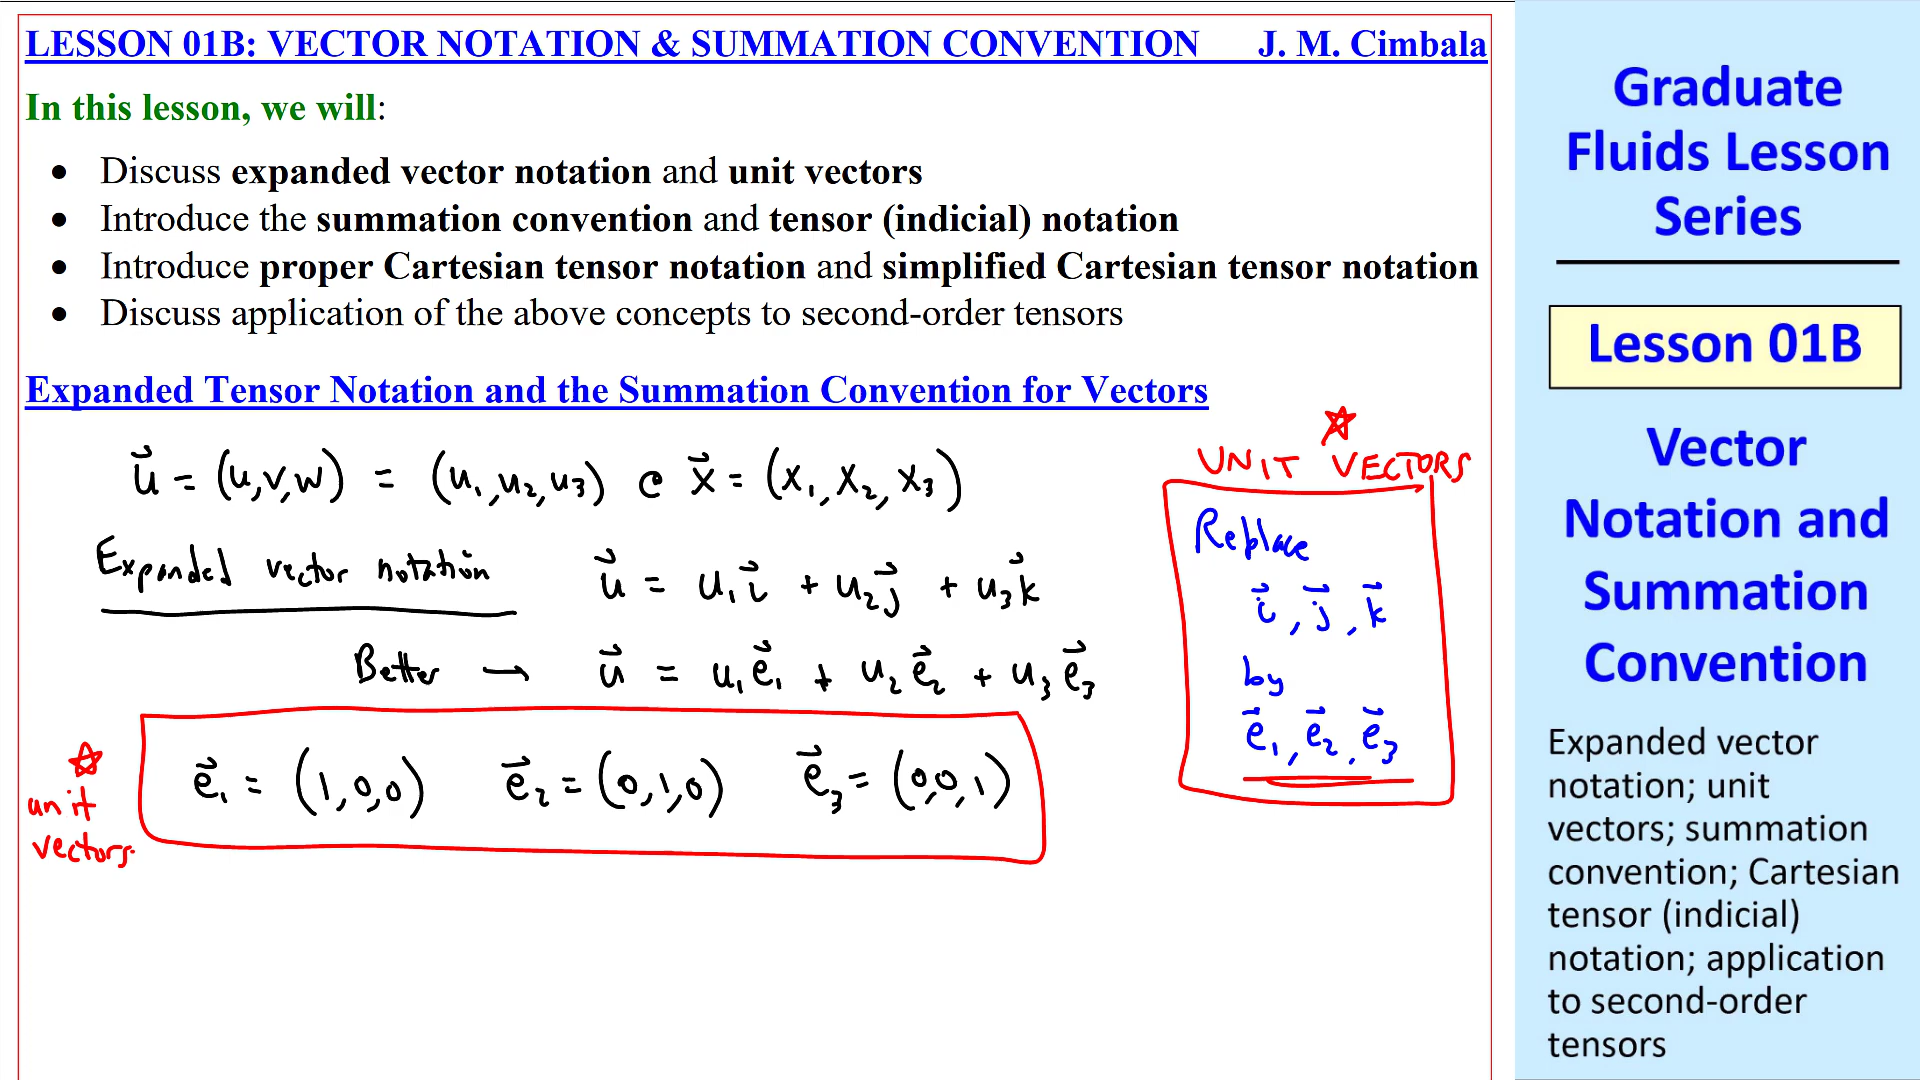 LESSON 01B: VECTOR NOTATION & SUMMATION CONVENTION J. M. Cimbala
In this lesson, we will:
• Discuss expanded vector notation and unit vectors
• Introduce the summation convention and tensor (indicial) notation
• Introduce proper Cartesian tensor notation and simplified Cartesian tensor notation
• Discuss application of the above concepts to second-order tensors
Expanded Tensor Notation and the Summation Convention for Vectors
u⃗ = (u,v,w) = (u₁,u₂,u₃) @ x⃗ = (x₁,x₂,x₃)
Expanded vector notation u⃗ = u₁i⃗ + u₂j⃗ + u₃k⃗
Better → u⃗ = u₁e⃗₁ + u₂e⃗₂ + u₃e⃗₃
unit
vectors
e⃗₁ = (1,0,0) e⃗₂ = (0,1,0) e⃗₃ = (0,0,1)
UNIT VECTORS
Replace
i⃗, j⃗, k⃗
by
e⃗₁, e⃗₂, e⃗₃
Graduate
Fluids Lesson
Series
Lesson 01B
Vector
Notation and
Summation
Convention
Expanded vector
notation; unit
vectors; summation
convention; Cartesian
tensor (indicial)
notation; application
to second-order
tensors